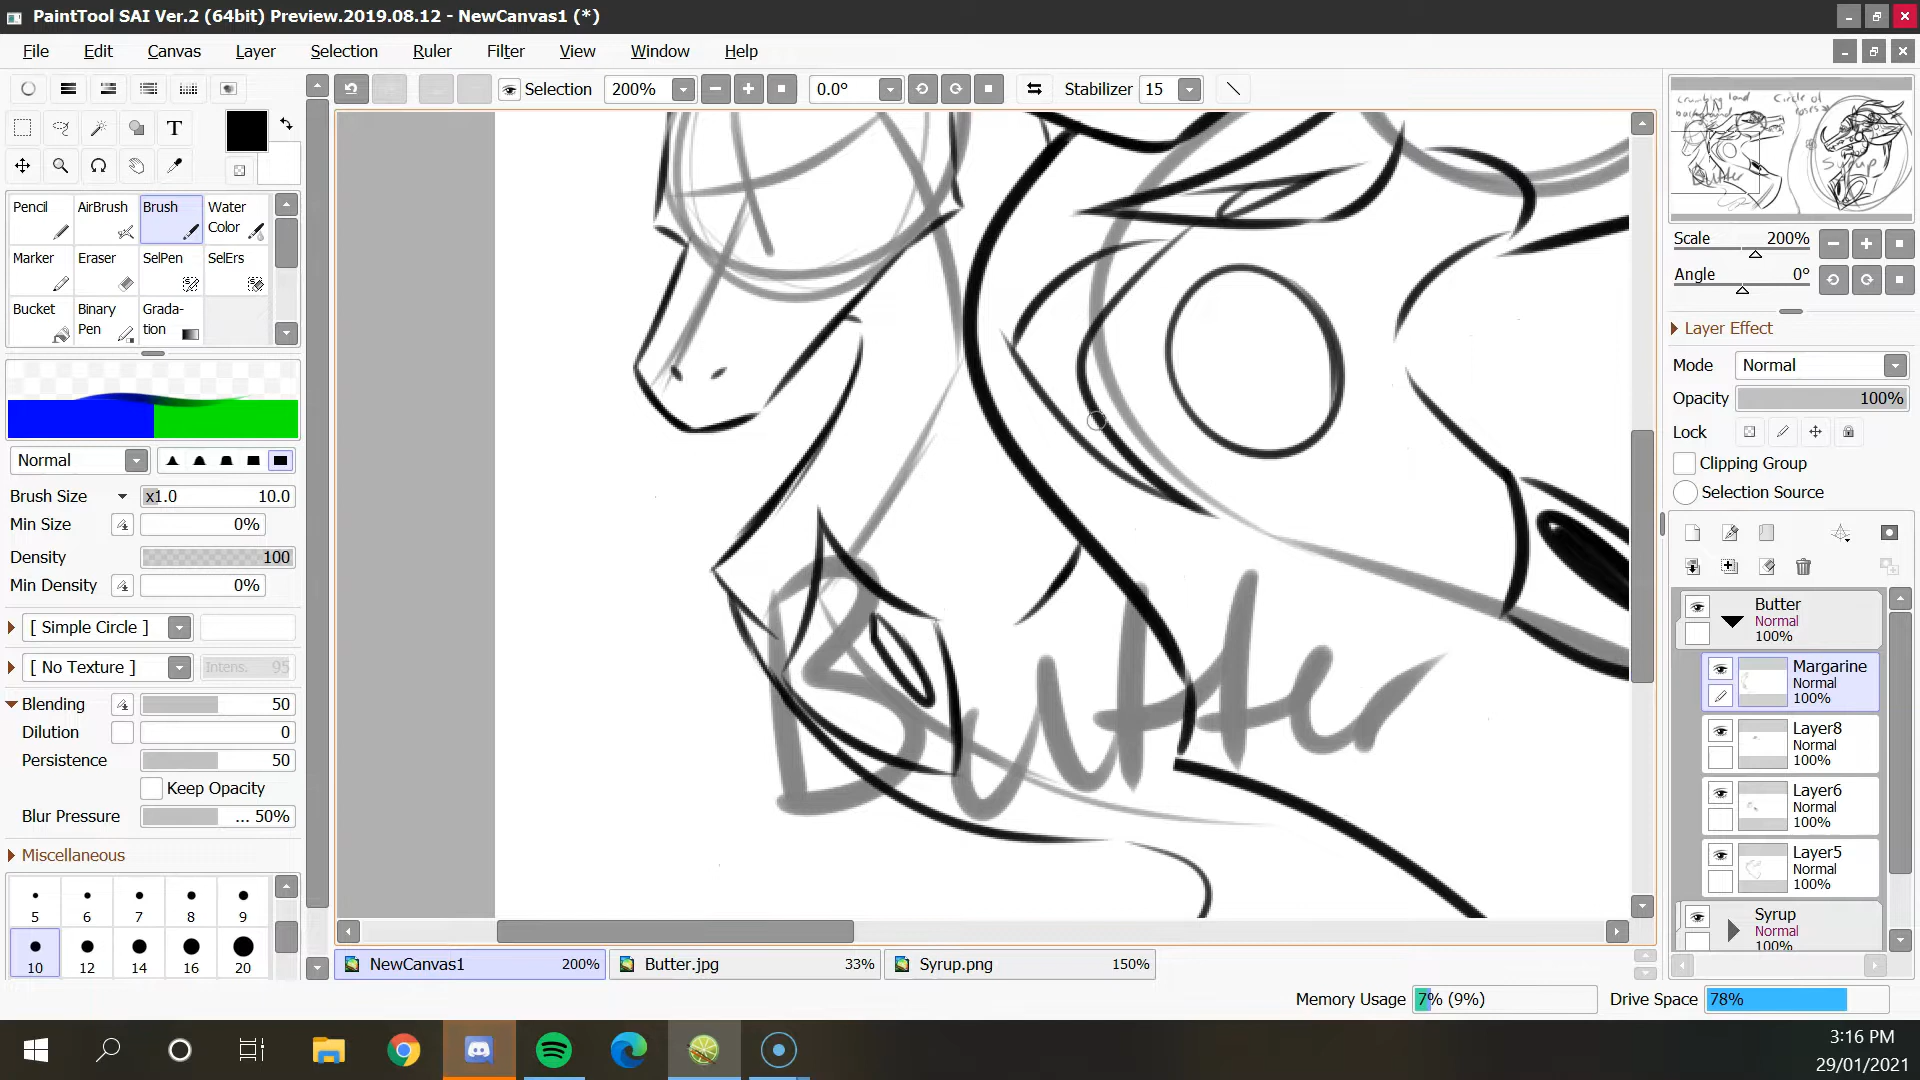 PaintTool SAI Ver.2 (64bit) Preview.2019.08.12 - NewCanvas1 (*)
File Edit Canvas Layer Selection Ruler Filter View Window Help
Selection 200% 0.0° Stabilizer 15
T
Pencil AirBrush Brush Water Color
Marker Eraser SelPen SelErs
Bucket Binary Pen Grada-tion
Normal
Brush Size x1.0 10.0
Min Size 0%
Density 100
Min Density 0%
[ Simple Circle ]
[ No Texture ] Intens. 95
Blending 50
Dilution 0
Persistence 50
Keep Opacity
Blur Pressure ... 50%
Miscellaneous
5 6 7 8 9
10 12 14 16 20
Butter
NewCanvas1 200% Butter.jpg 33% Syrup.png 150%
background
Circle of
Syrup
Butter
Scale 200%
Angle 0°
Layer Effect
Mode Normal
Opacity 100%
Lock
Clipping Group
Selection Source
Butter
Normal
100%
Margarine
Normal
100%
Layer8
Normal
100%
Layer6
Normal
100%
Layer5
Normal
100%
Syrup
Normal
100%
Memory Usage 7% (9%) Drive Space 78%
3:16 PM
29/01/2021